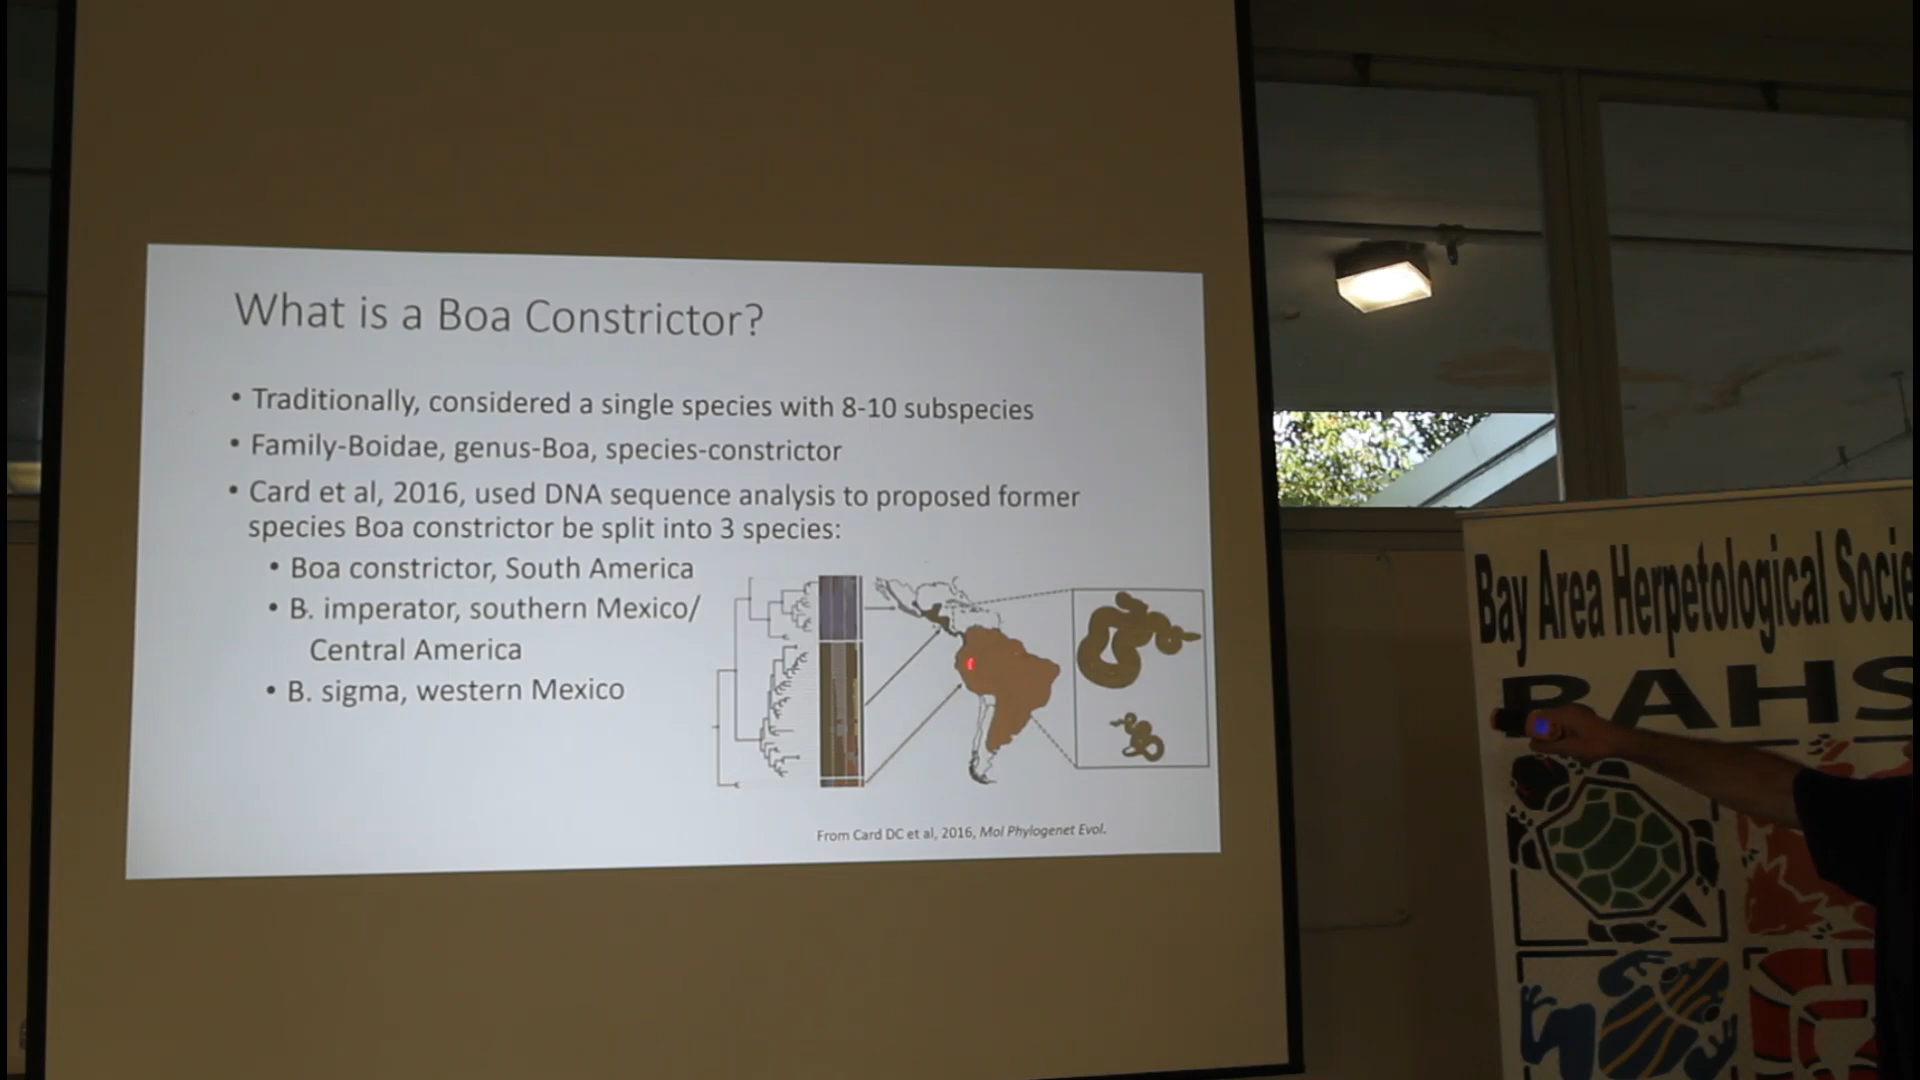 What is a Boa Constrictor?
• Traditionally, considered a single species with 8-10 subspecies
• Family-Boidae, genus-Boa, species-constrictor
• Card et al, 2016, used DNA sequence analysis to proposed former
species Boa constrictor be split into 3 species:
• Boa constrictor, South America
• B. imperator, southern Mexico/
Central America
• B. sigma, western Mexico
From Card DC et al, 2016, Mol Phylogenet Evol.
Bay Area Herpetological Socie
BAHS